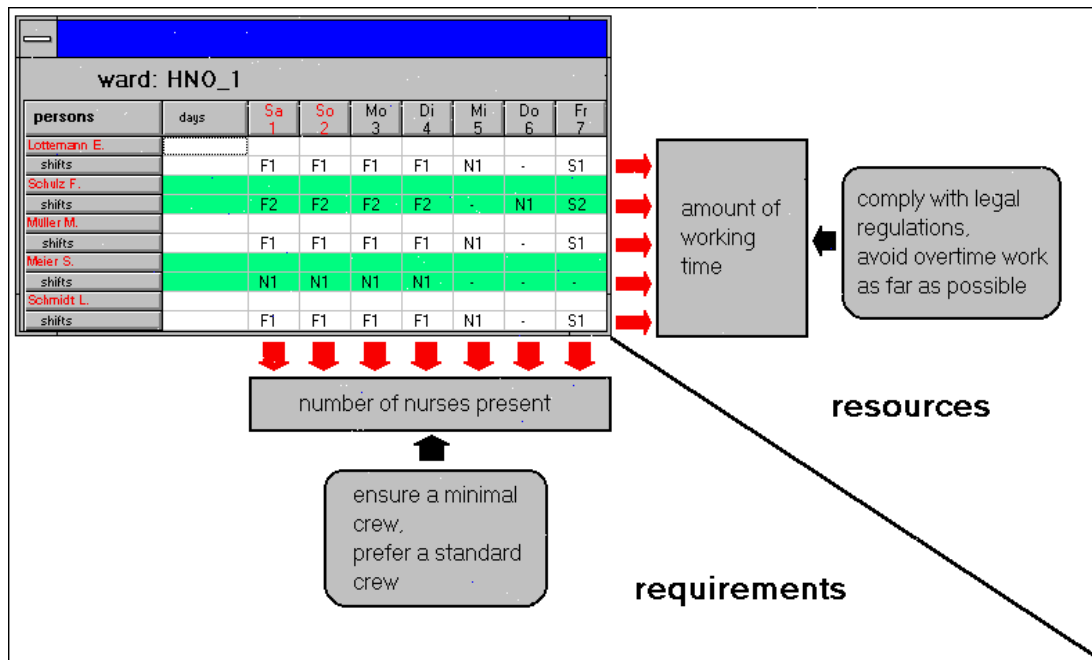 ward: HNO_1
persons days Sa So Mo Di Mi Do Fr
1 2 3 4 5 6 7
Lottemann E.
shifts F1 F1 F1 F1 N1 - S1
Schulz F.
shifts F2 F2 F2 F2 - N1 S2
Müller M.
shifts F1 F1 F1 F1 N1 - S1
Meier S.
shifts N1 N1 N1 N1 - - -
Schmidt L.
shifts F1 F1 F1 F1 N1 - S1
amount of
working
time
comply with legal
regulations,
avoid overtime work
as far as possible
number of nurses present
resources
ensure a minimal
crew,
prefer a standard
crew
requirements